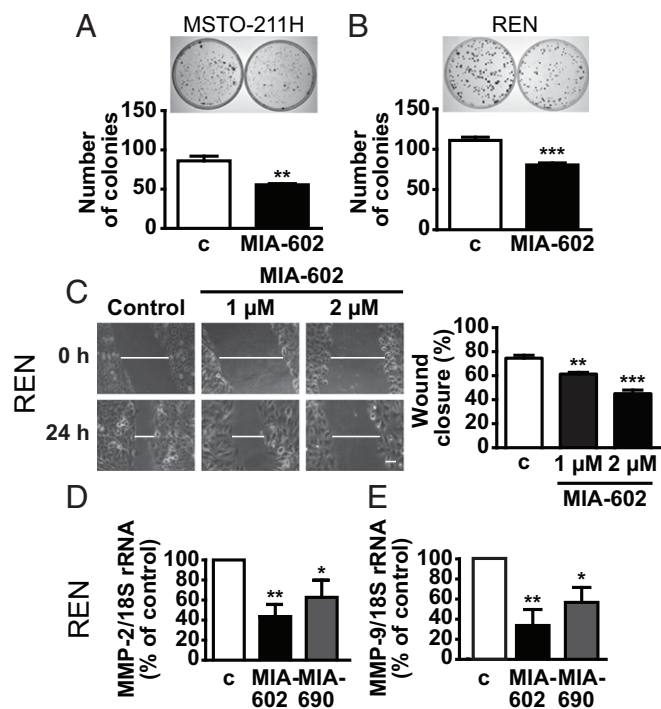 A
MSTO-211H
Number
of colonies
150
100
50
0
**
c
MIA-602
B
REN
Number
of colonies
150
100
50
0
***
c
MIA-602
C
REN
MIA-602
Control
1 µM
2 µM
0 h
24 h
Wound
closure (%)
100
80
60
40
20
0
**
***
c
1 µM
2 µM
MIA-602
REN
D
MMP-2/18S rRNA
(% of control)
100
80
60
40
20
0
**
*
c
MIA-
602
MIA-
690
E
MMP-9/18S rRNA
(% of control)
100
80
60
40
20
0
**
*
c
MIA-
602
MIA-
690